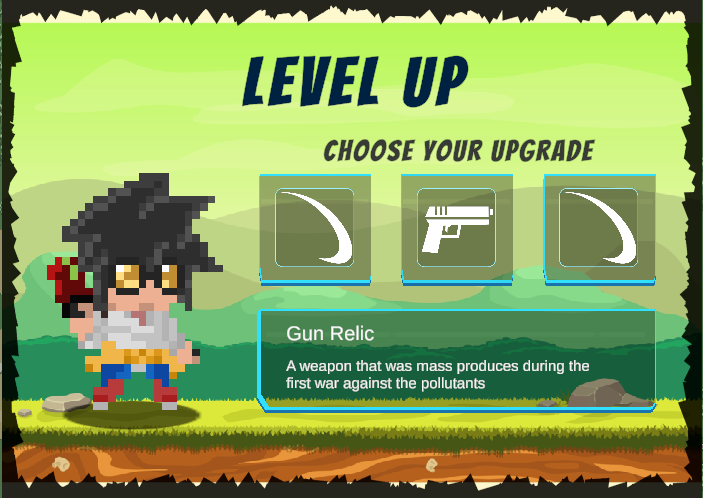 LEVEL UP
CHOOSE YOUR UPGRADE
Gun Relic
A weapon that was mass produces during the
first war against the pollutants